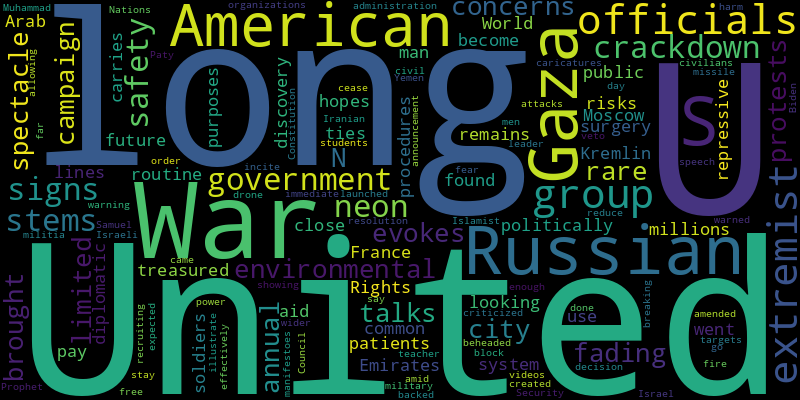 Muhammad
Nations
organizations
administration
harm
Arab
American
concerns
officials
World
spectacle
allowing
campaign
carries
safety
Paty
long
man
become
crackdown
caricatures
civilians
far
purposes
discovery
Constitution
hopes
cease
civil
Yemen
missile
Gaza
public
protests
day
Biden
future
Iranian
ties
students
procedures
announcement
attacks
risks
Moscow
remains
men
surgery
veto
repressive
U
S
N
order
routine
lines
incite
fear
leader
Kremlin
speech
signs
warning
government
drone
immediate
launched
found
rare
stems
Samuel
Israeli
militia
war
neon
resolution
close
Islamist
group
reduce
warned
politically
millions
extremist
limited
diplomatic
came
evokes
France
Russian
treasured
environmental
showing
Rights
looking
enough
done
breaking
brought
United
power
say
aid
wider
talks
criticized
city
use
amended
went
pay
recruiting
expected
soldiers
illustrate
effectively
annual
manifestoes
Council
common
patients
beheaded
block
fading
targets
go
stay
teacher
Emirates
system
decision
fire
Prophet
free
amid
military
backed
videos
created
Security
Israel